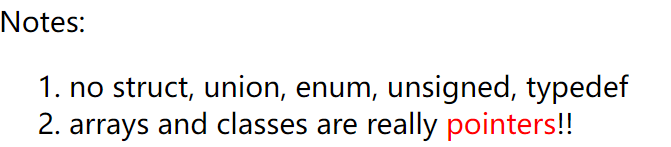 Notes:
1. no struct, union, enum, unsigned, typedef
2. arrays and classes are really pointers!!